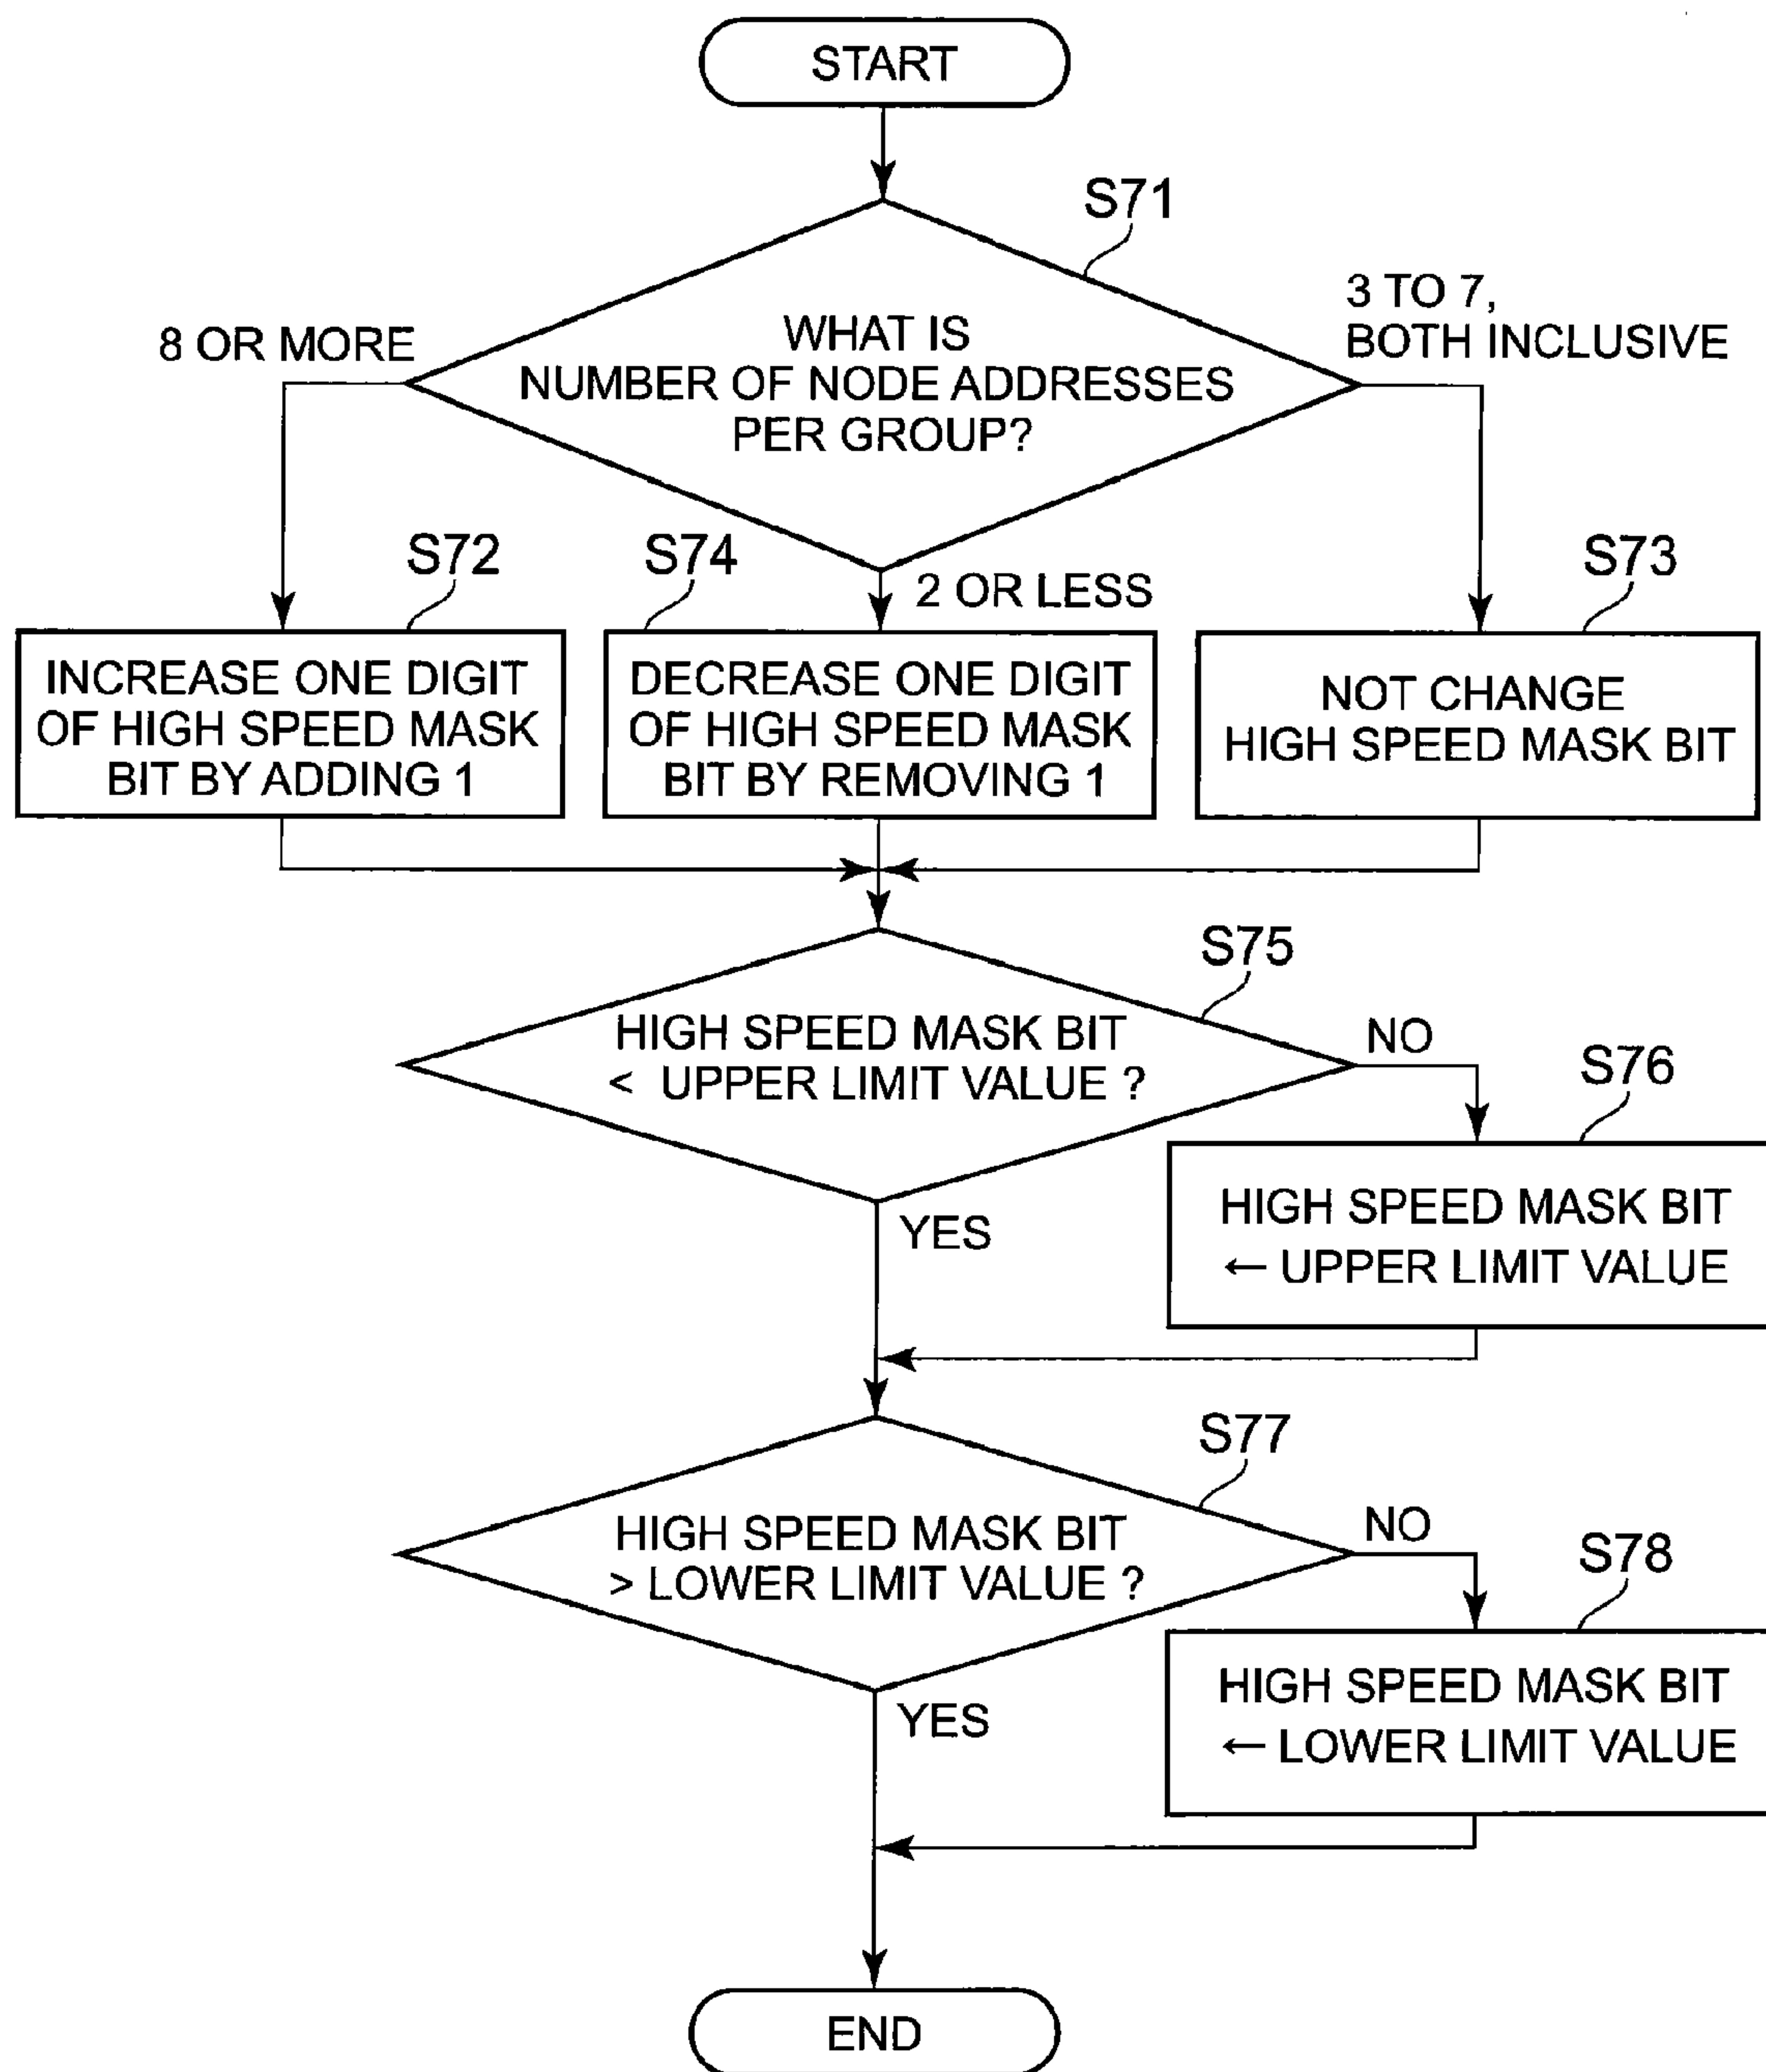 START
S71
8 OR MORE
3 TO 7,
BOTH INCLUSIVE
WHAT IS
NUMBER OF NODE ADDRESSES
PER GROUP?
S72
S74
2 OR LESS
S73
INCREASE ONE DIGIT
OF HIGH SPEED MASK
BIT BY ADDING 1
DECREASE ONE DIGIT
OF HIGH SPEED MASK
BIT BY REMOVING 1
NOT CHANGE
HIGH SPEED MASK BIT
S75
HIGH SPEED MASK BIT
< UPPER LIMIT VALUE ?
NO
YES
S76
HIGH SPEED MASK BIT
← UPPER LIMIT VALUE
S77
HIGH SPEED MASK BIT
> LOWER LIMIT VALUE ?
NO
YES
S78
HIGH SPEED MASK BIT
← LOWER LIMIT VALUE
END